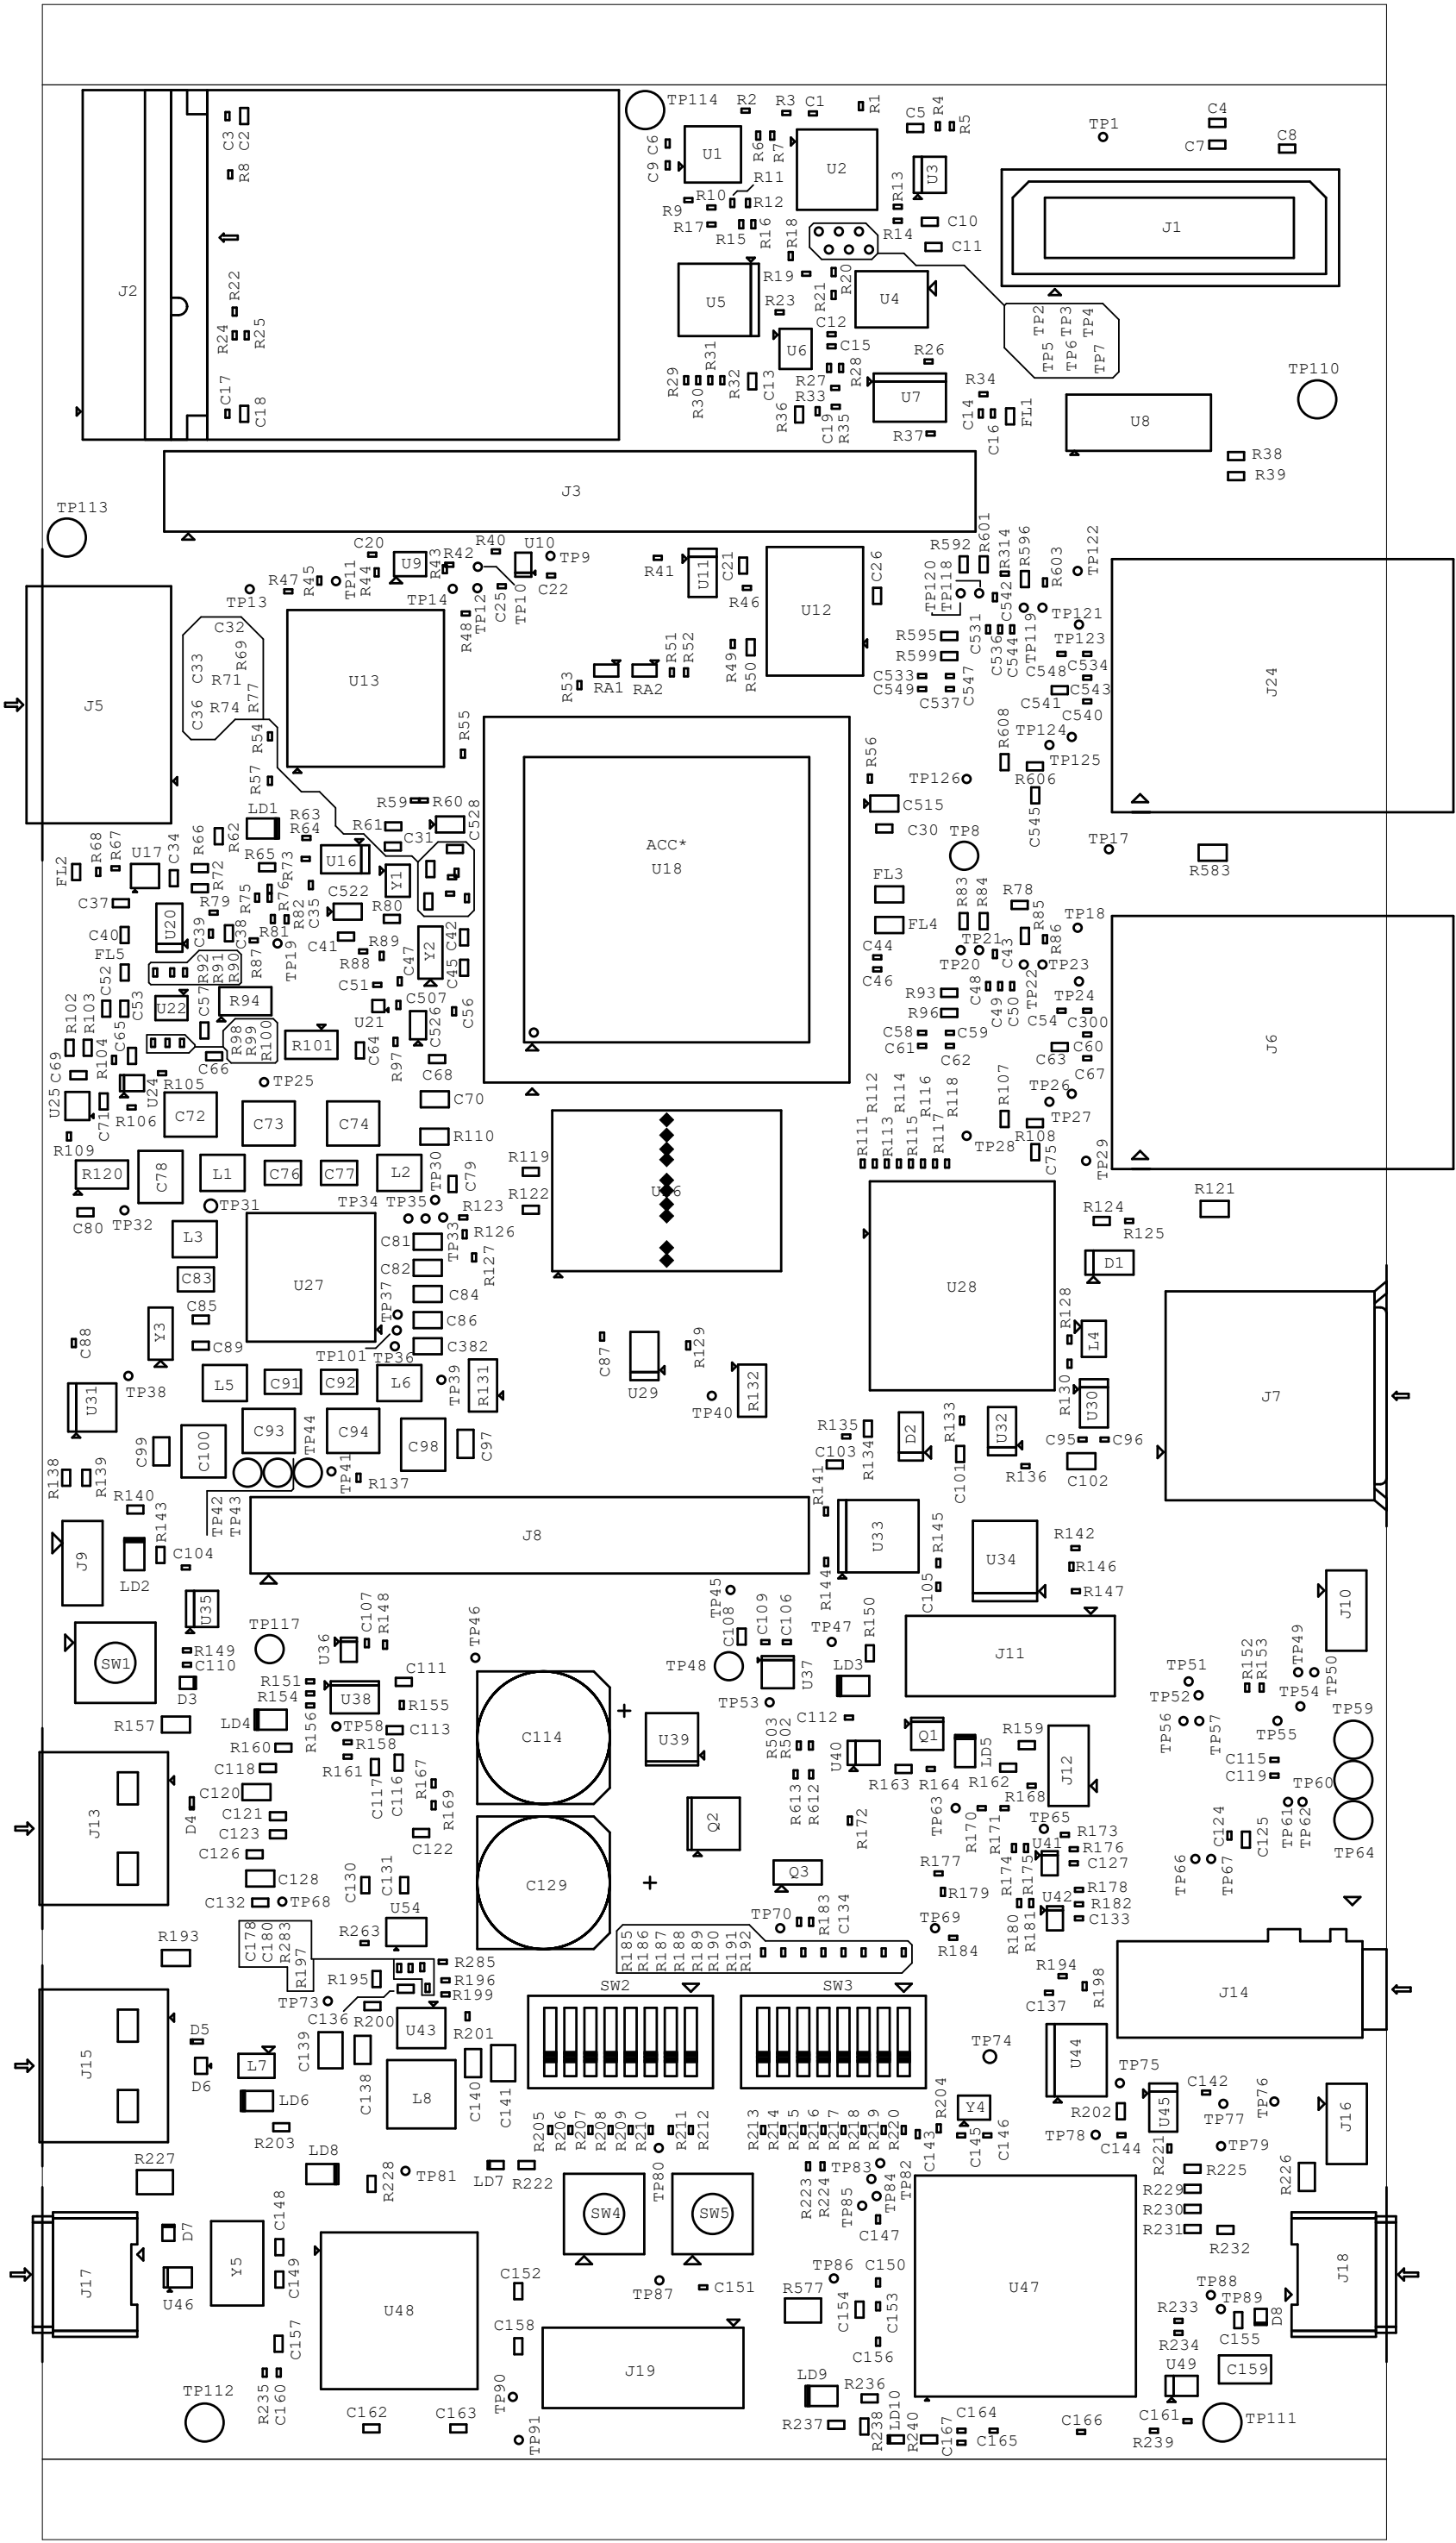 TP114
R2
R3
C1
R1
C5
R4
R5
TP1
C4
C7
C8
C3
C2
R8
C6
C9
U1
R6
R7
U2
U3
R11
R10
R12
R9
R17
R15
R16
R18
R13
R14
C10
C11
J1
J2
R22
R24
R25
C17
C18
U5
R19
R20
R21
R23
U4
C12
C15
U6
TP2
TP3
TP4
TP5
TP6
TP7
R31
R29
R30
R32
C13
R27
R28
R33
R36
C19
R35
R26
U7
R37
R34
C14
C16
FL1
U8
TP110
R38
R39
J3
TP113
C20
U9
R43
R42
R40
U10
TP9
C22
R47
R45
TP11
R44
TP13
TP14
TP12
C25
TP10
R48
R41
U11
C21
R46
U12
C26
R592
R601
R314
R596
R603
TP122
TP120
TP118
C542
TP121
C531
C536
C544
TP119
TP123
C534
C548
R595
R599
C533
C549
C547
C537
C543
C541
C540
J24
C32
C33
R69
R71
R77
C36
R74
J5
U13
R53
RA1
RA2
R51
R52
R49
R50
R54
R57
R55
R56
TP126
R608
TP124
TP125
R606
C545
R59
R60
R61
C31
C528
LD1
R63
R64
R62
R66
ACC*
U18
C515
C30
TP8
TP17
R583
FL2
R68
R67
U17
C34
R72
R65
R73
U16
Y1
C37
R79
R75
R76
R82
C35
C522
R80
FL3
FL4
R83
R84
R78
R85
R86
TP18
C40
U20
C39
C38
R81
R87
TP19
C41
R88
R89
C47
Y2
C42
C45
C44
C46
TP21
TP20
C43
TP22
TP23
TP24
FL5
C52
R92
R91
R90
C51
C507
C56
U21
C53
U22
C57
R94
R98
R99
R100
R101
C64
R97
C526
C68
R93
R96
C48
C49
C50
C54
C300
C58
C61
C59
C62
C63
C60
C67
J6
R102
R103
R104
C65
C69
C66
U25
C71
U24
R105
R106
TP25
C72
C73
C74
C70
R110
R109
R111
R112
R113
R114
R115
R116
R117
R118
R107
TP26
TP27
TP28
R108
C75
TP29
R120
C78
L1
C76
C77
L2
TP30
C79
R119
R122
TP31
TP32
C80
TP34
TP35
R123
R126
TP33
R127
L3
C83
U27
C81
C82
C84
C86
C382
TP37
TP101
TP36
U28
R121
R124
R125
D1
R128
L4
R130
U30
C88
Y3
C85
C89
TP38
U31
L5
C91
C92
L6
TP39
R131
C87
U29
R129
TP40
R132
J7
C99
C100
C93
TP44
C94
C98
C97
TP41
R137
R138
R139
R135
C103
R134
D2
R133
C101
U32
R136
C95
C96
C102
R140
R143
C104
J9
LD2
TP42
TP43
J8
R141
R144
U33
R145
C105
U34
R142
R146
R147
U35
TP117
U36
C107
R148
TP46
TP45
C108
C109
C106
TP47
R150
J11
J10
SW1
R149
C110
D3
R151
R154
R156
U38
C111
R155
TP48
U37
LD3
TP53
R152
R153
TP49
TP50
TP51
TP52
TP54
TP59
R157
LD4
TP58
R158
C113
R160
R161
C117
C116
R167
R169
C114
+
U39
C112
R503
R502
U40
Q1
LD5
R159
R163
R164
R162
R168
J12
TP56
TP57
TP55
C115
C119
TP60
C118
C120
C121
C123
C122
D4
J13
C126
C128
C132
TP68
Q2
R613
R612
R172
TP63
R170
R171
TP65
R173
U41
R176
C127
R174
R175
TP61
TP62
C124
C125
TP64
TP66
TP67
C130
C131
C129
+
Q3
R177
R179
R178
R182
C133
U42
R180
R181
U54
R263
TP70
R183
C134
TP69
R184
C178
C180
R283
R197
R193
R195
R285
R196
R199
R185
R186
R187
R188
R189
R190
R191
R192
R194
R198
C137
J14
TP73
C136
R200
U43
R201
SW2
SW3
J15
D5
D6
L7
C139
C138
L8
C140
C141
TP74
U44
TP75
LD6
R203
R205
R206
R207
R208
R209
R210
R211
R212
R213
R214
R215
R216
R217
R218
R219
R220
C143
R204
Y4
C145
C146
R202
TP78
C144
U45
R221
C142
TP77
TP76
TP79
J16
R227
LD8
R228
TP81
LD7
R222
TP80
R223
R224
TP83
TP85
TP84
TP82
C147
R225
R229
R230
R231
R232
R226
D7
C148
C149
Y5
J17
U46
U48
SW4
SW5
C152
C158
TP87
C151
TP86
C150
R577
C154
C153
C156
U47
TP88
TP89
R233
R234
C155
D8
J18
C157
R235
C160
TP112
C162
C163
TP90
TP91
J19
LD9
R236
R237
R238
LD10
R240
C167
C164
C165
C166
U49
C159
C161
R239
TP111